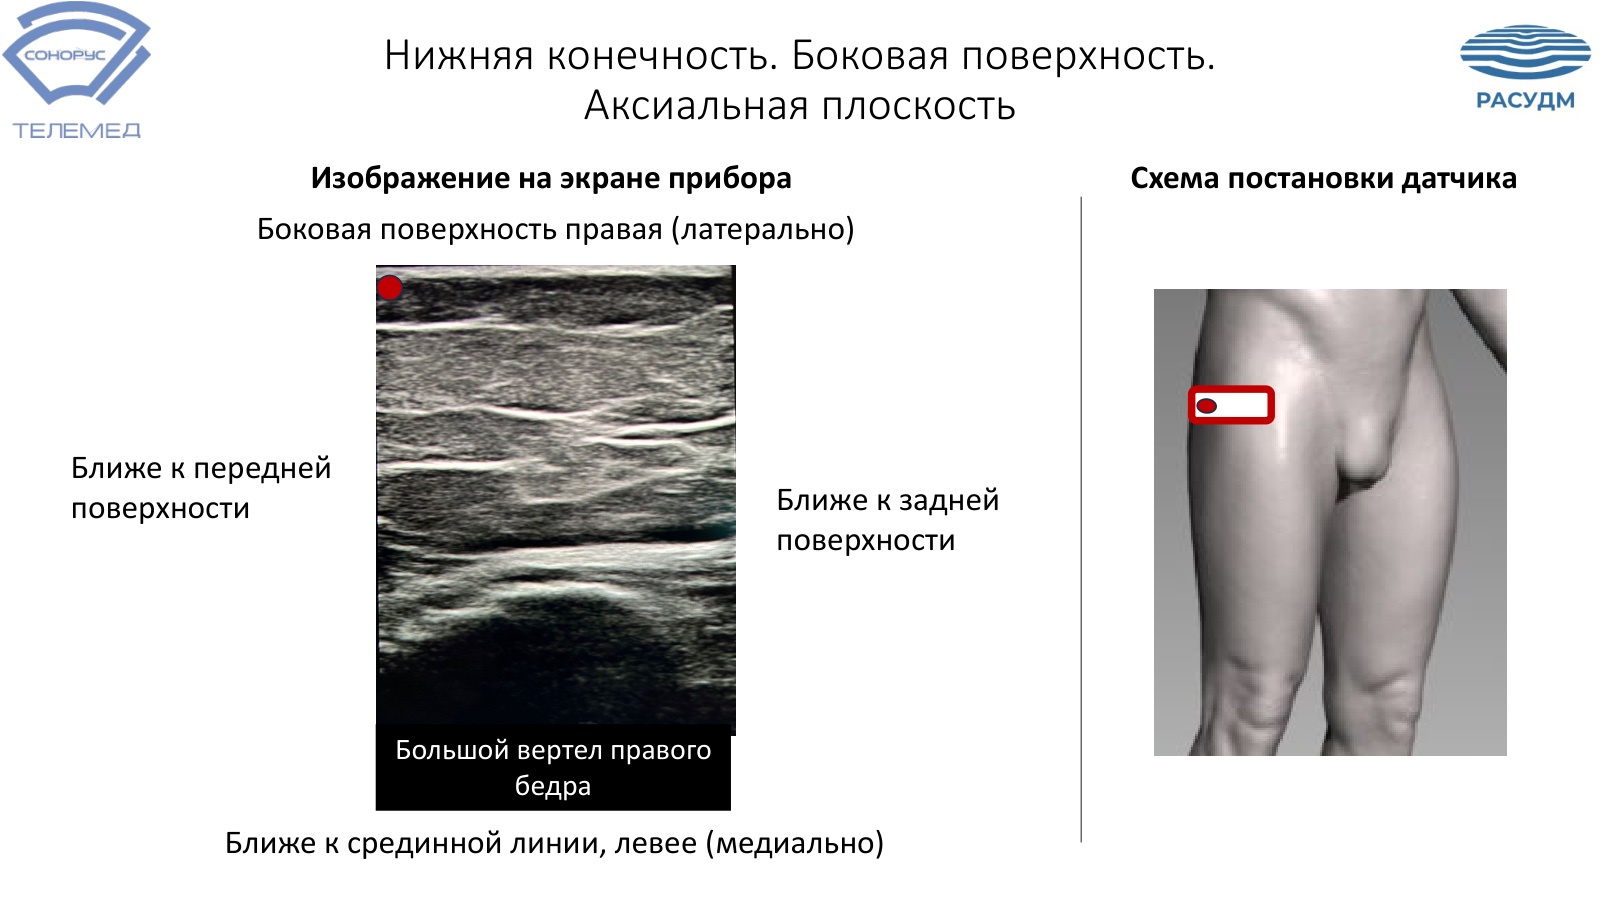 СОНОРУС
ТЕЛЕМЕД
Нижняя конечность. Боковая поверхность.
Аксиальная плоскость
РАСУДМ
Изображение на экране прибора
Боковая поверхность правая (латерально)
Ближе к передней
поверхности
Ближе к задней
поверхности
Большой вертел правого
бедра
Ближе к срединной линии, левее (медиально)
Схема постановки датчика